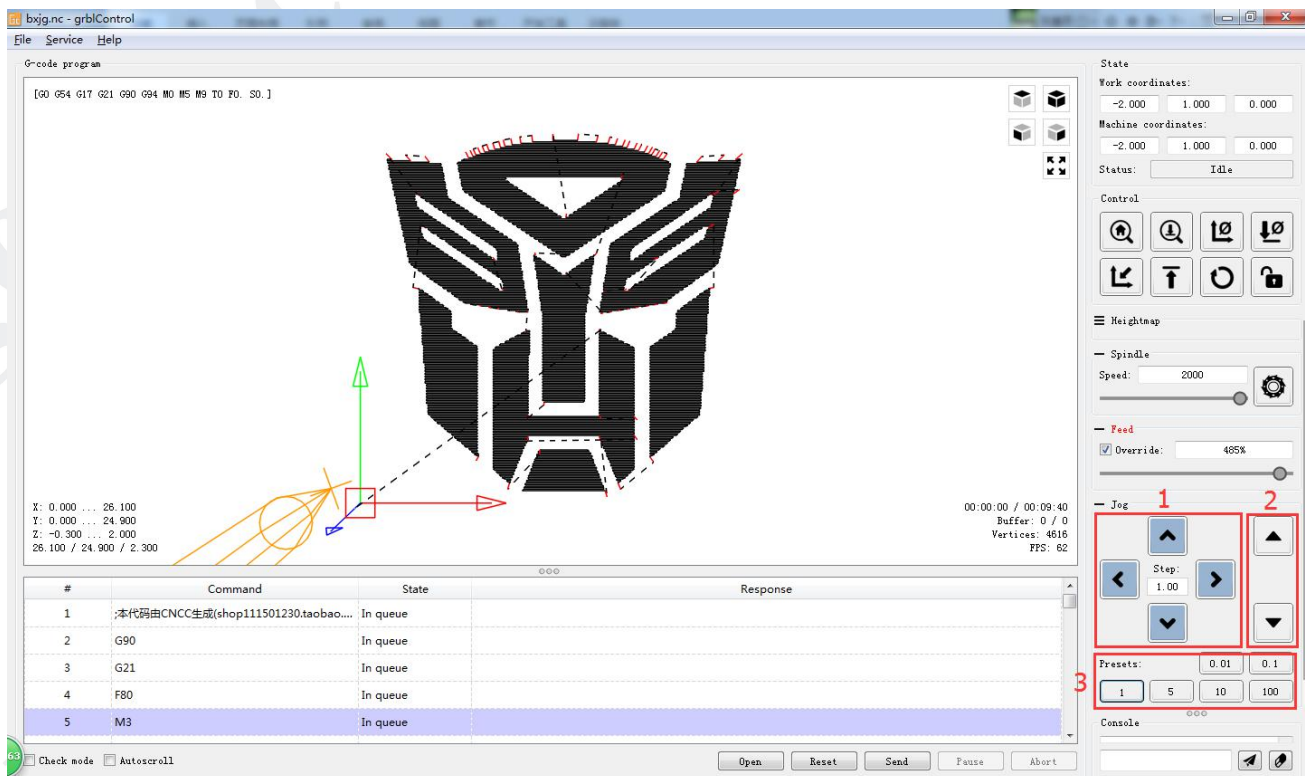 bxjg.nc - grblControl
File Service Help
G-code program
[G0 G54 G17 G21 G90 G94 M0 M5 M9 T0 F0. S0.]
X: 0.000 ... 26.100
Y: 0.000 ... 24.900
Z: -0.300 ... 2.000
26.100 / 24.900 / 2.300
00:00:00 / 00:09:40
Buffer: 0 / 0
Vertices: 4616
FPS: 62
# Command State Response
1 ;本代码由CNCC生成(shop111501230.taobao.... In queue
2 G90 In queue
3 G21 In queue
4 F80 In queue
5 M3 In queue
63
Check mode Autoscroll
Open Reset Send Pause Abort
State
Work coordinates:
-2.000 1.000 0.000
Machine coordinates:
-2.000 1.000 0.000
Status: Idle
Control
Heightmap
Spindle
Speed: 2000
Feed
Override: 485%
Jog
1
2
Step:
1.00
3
Presets: 0.01 0.1
1 5 10 100
Console